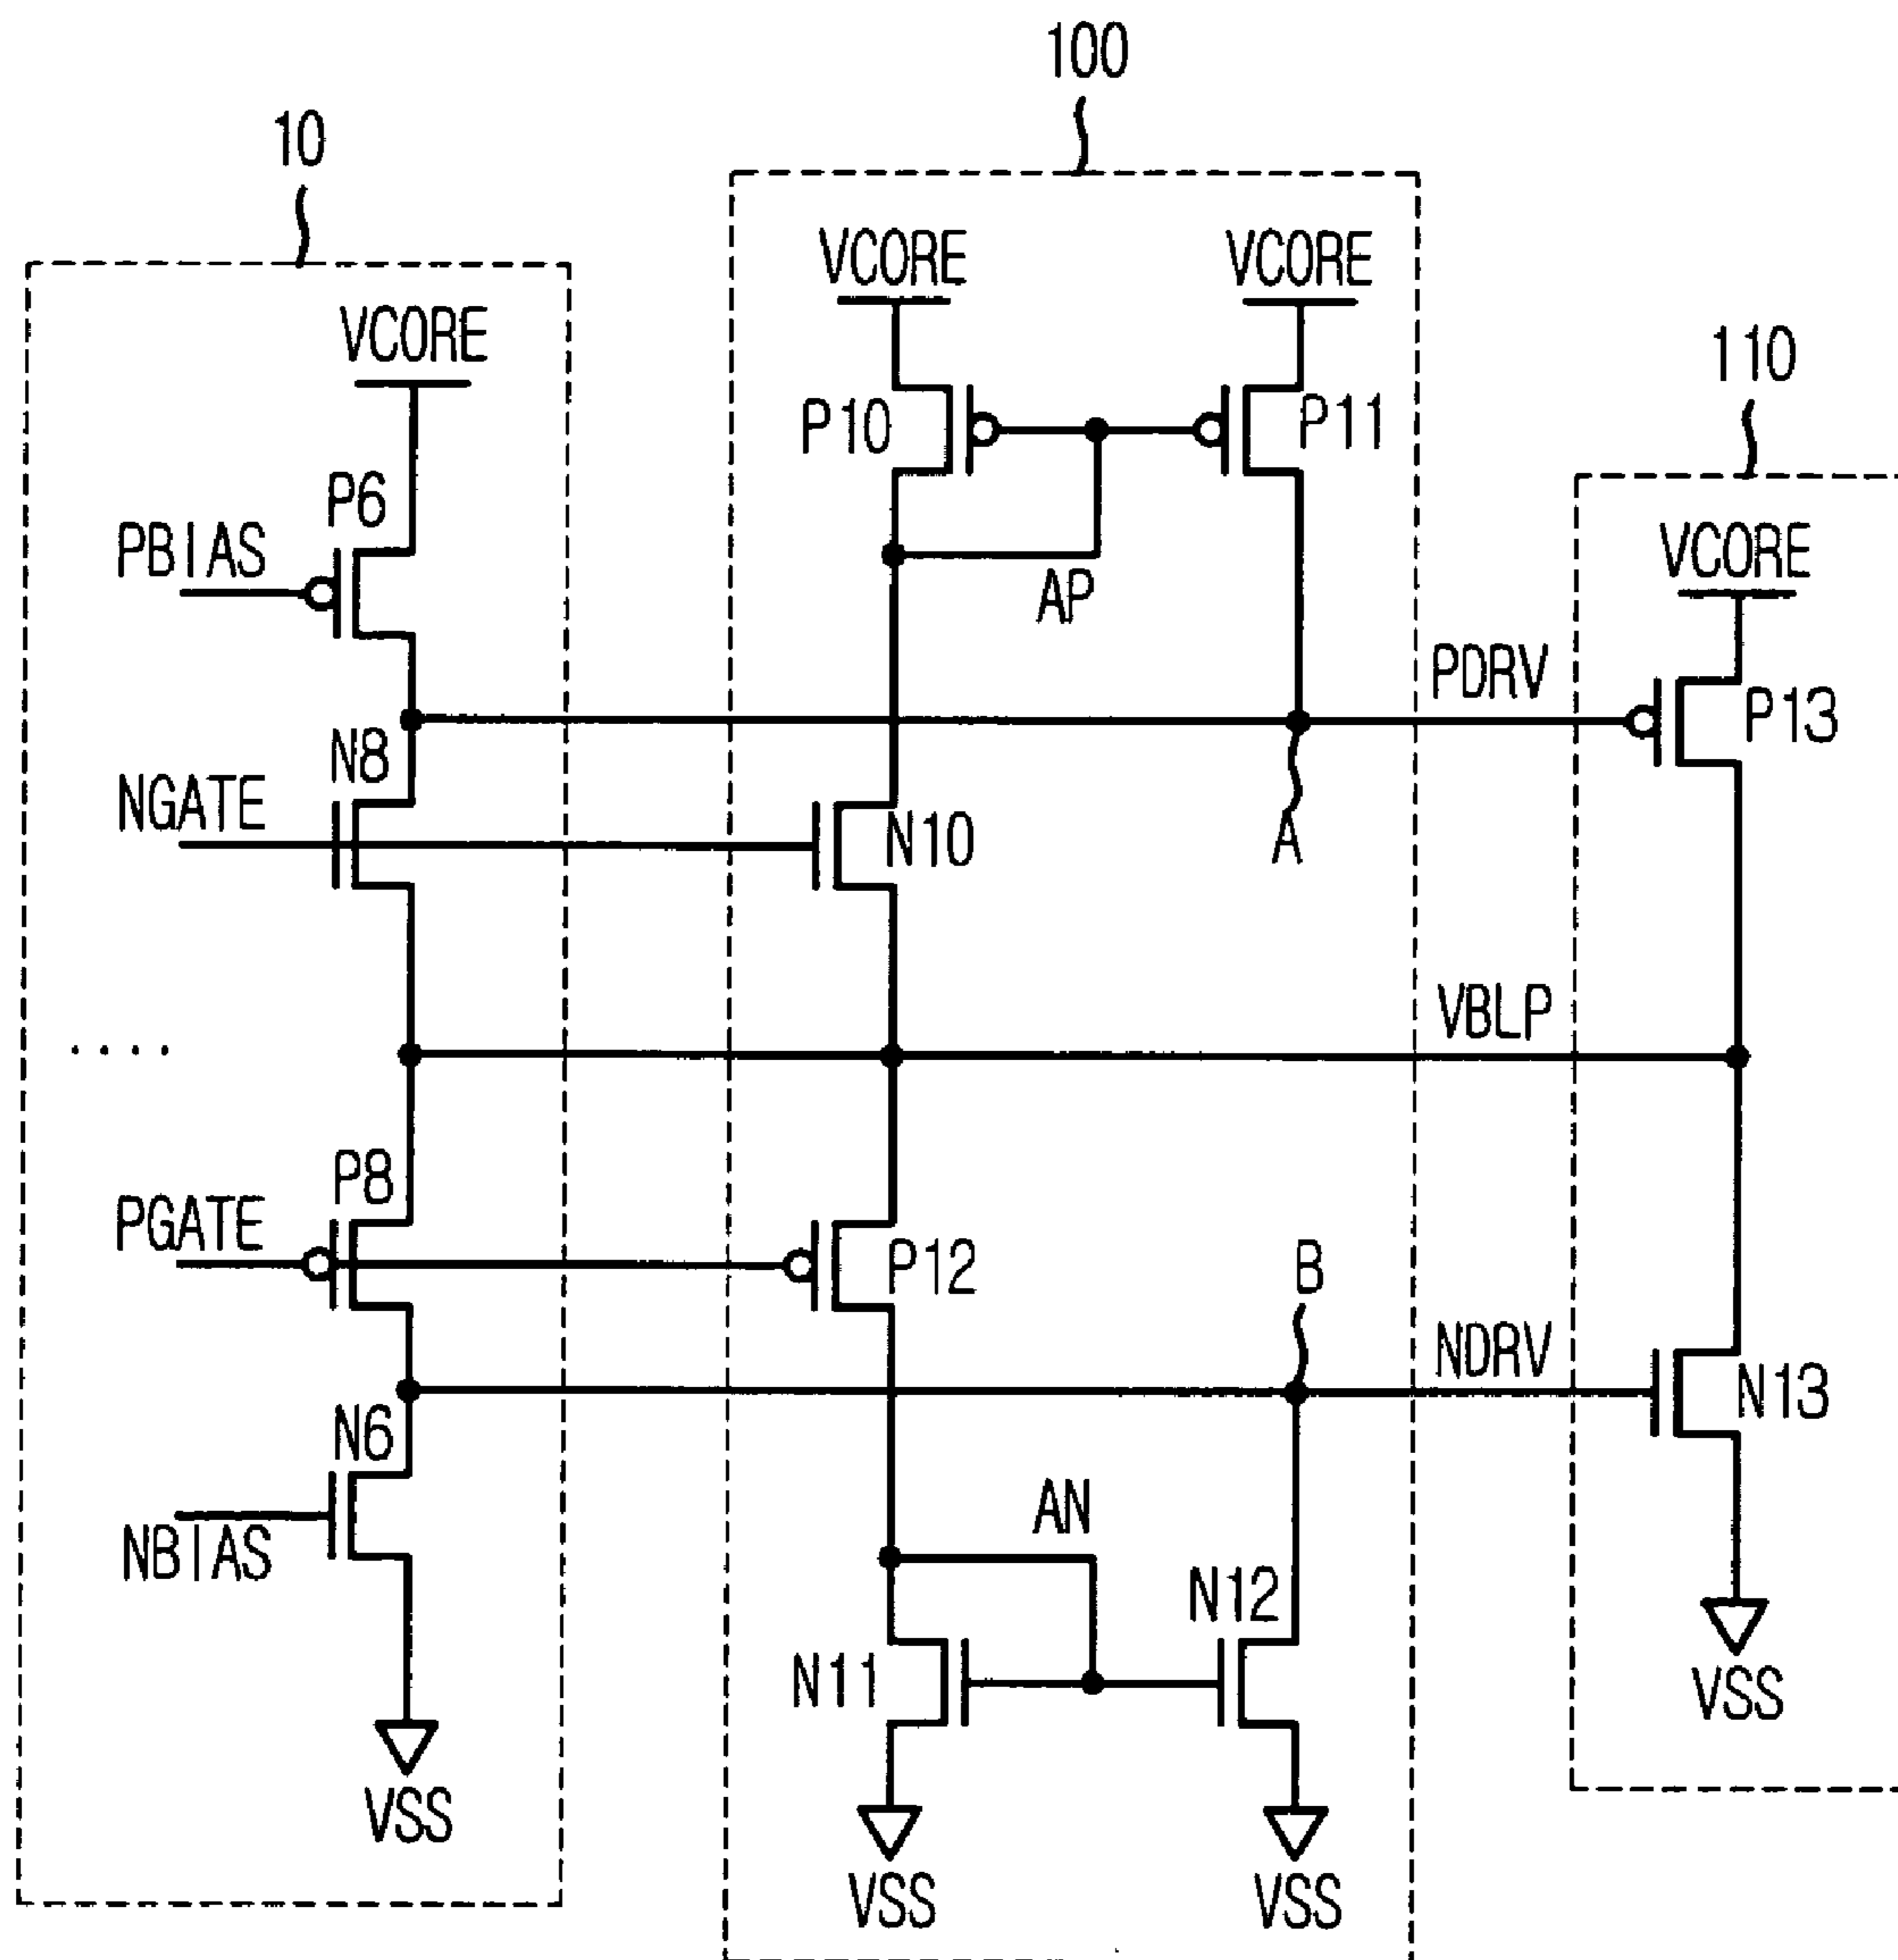 100
10
VCORE
VCORE
VCORE
110
P10
P11
P6
VCORE
PBIAS
AP
PDRV
P13
N8
NGATE
N10
A
VBLP
....
P8
PGATE
P12
B
NDRV
N13
N6
AN
NBIAS
N12
N11
VSS
VSS
VSS
VSS